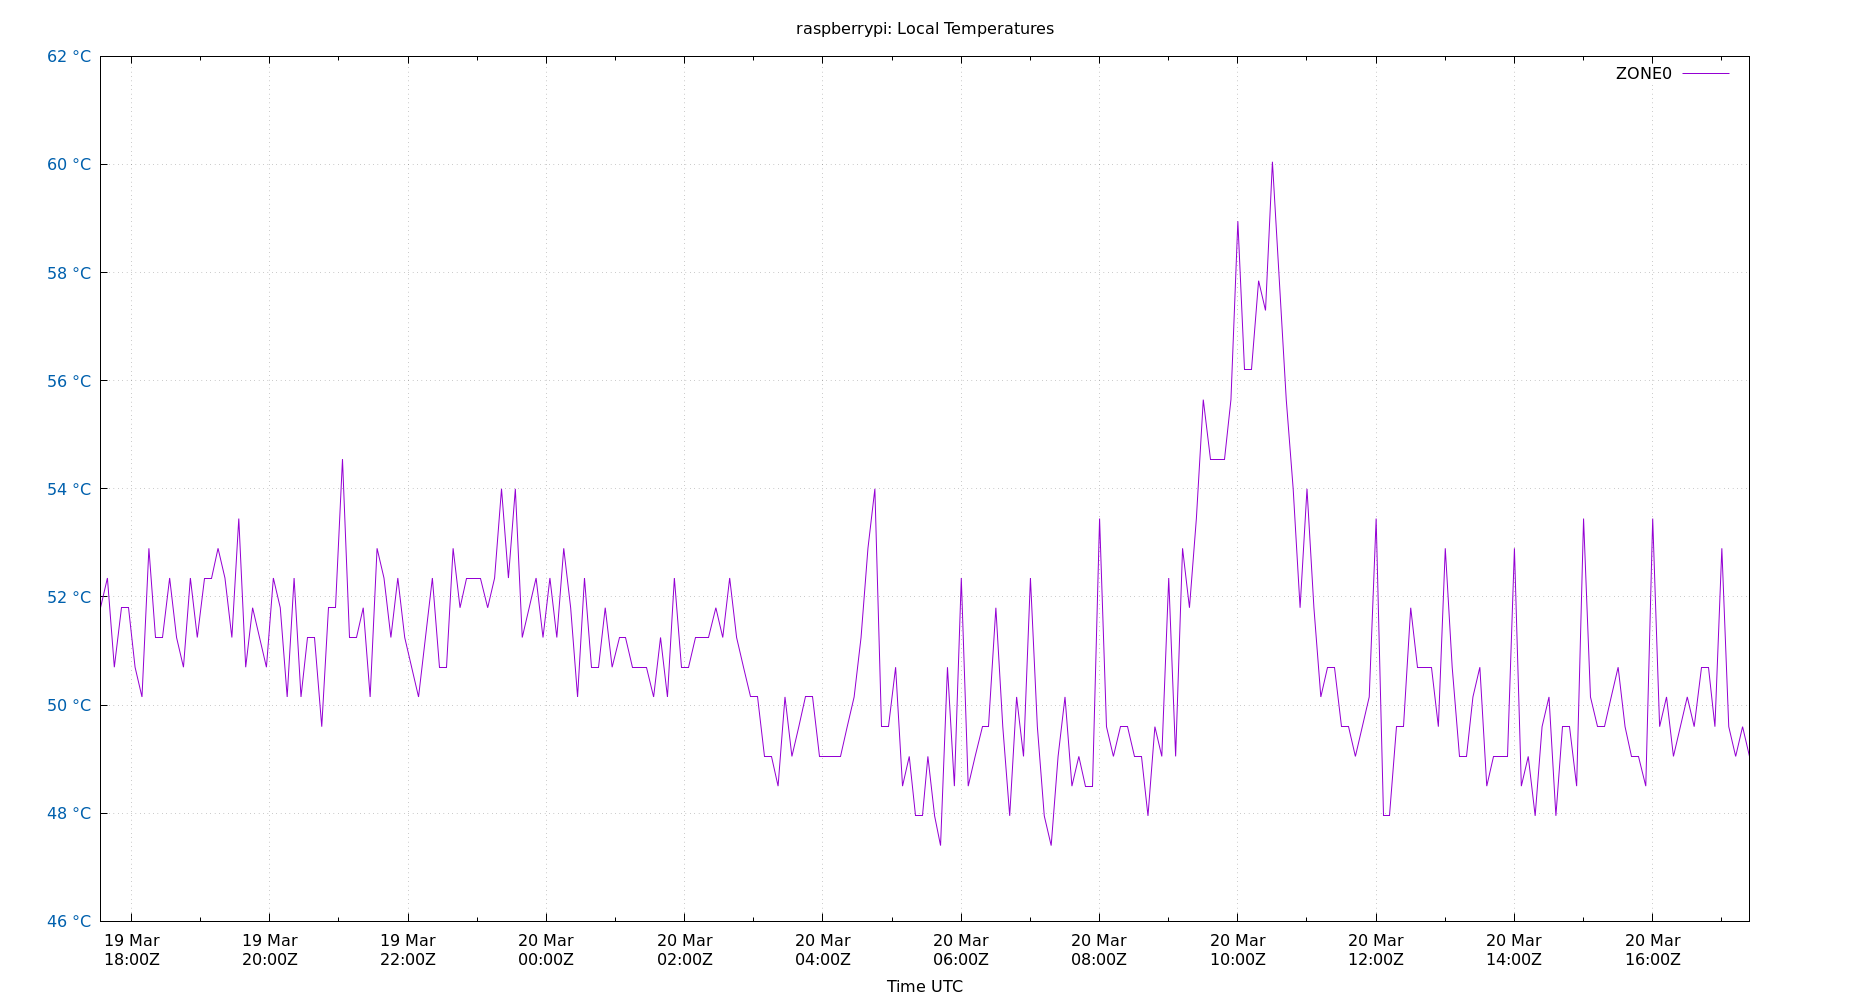 raspberrypi: Local Temperatures
ZONE0
62 °C
60 °C
58 °C
56 °C
54 °C
52 °C
50 °C
48 °C
46 °C
19 Mar
18:00Z
19 Mar
20:00Z
19 Mar
22:00Z
20 Mar
00:00Z
20 Mar
02:00Z
20 Mar
04:00Z
20 Mar
06:00Z
20 Mar
08:00Z
20 Mar
10:00Z
20 Mar
12:00Z
20 Mar
14:00Z
20 Mar
16:00Z
Time UTC